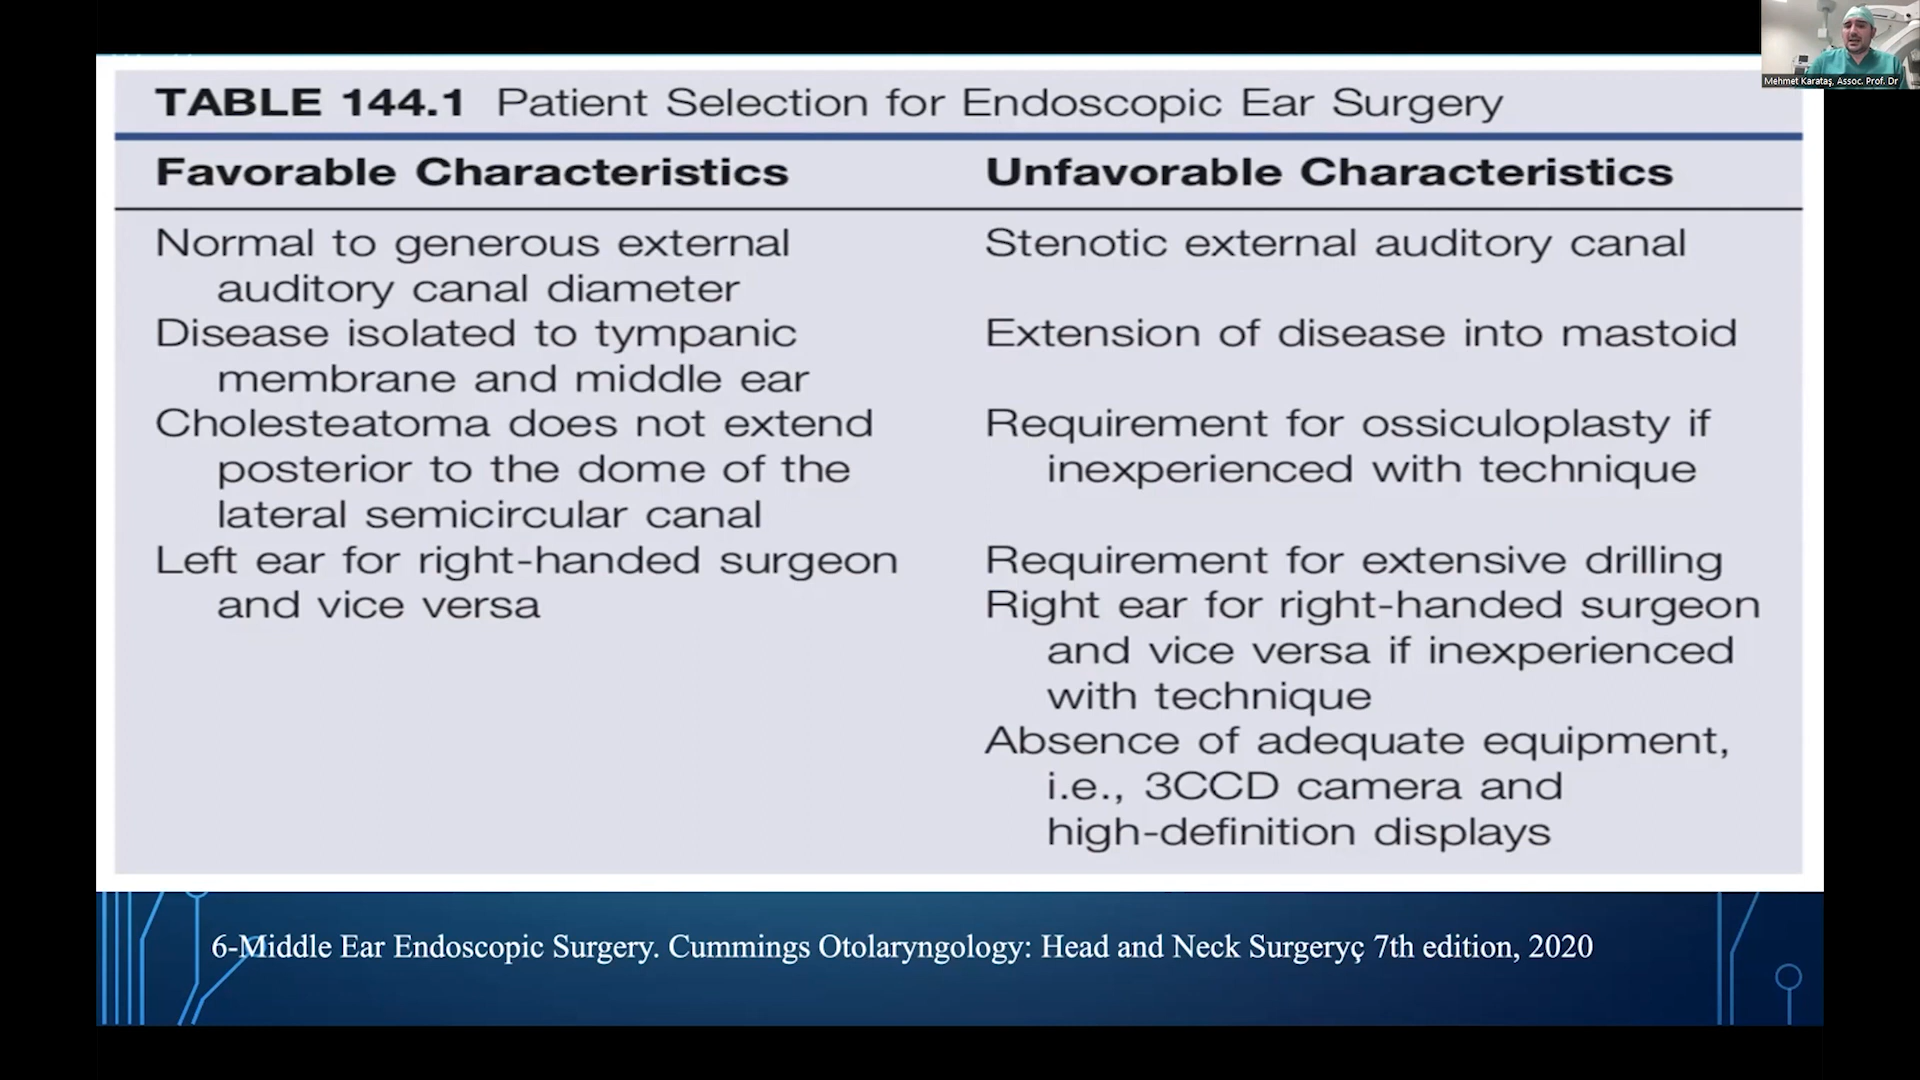 Mehmet Karataş, Assoc. Prof. Dr
TABLE 144.1 Patient Selection for Endoscopic Ear Surgery
Favorable Characteristics
Normal to generous external
auditory canal diameter
Disease isolated to tympanic
membrane and middle ear
Cholesteatoma does not extend
posterior to the dome of the
lateral semicircular canal
Left ear for right-handed surgeon
and vice versa
Unfavorable Characteristics
Stenotic external auditory canal
Extension of disease into mastoid
Requirement for ossiculoplasty if
inexperienced with technique
Requirement for extensive drilling
Right ear for right-handed surgeon
and vice versa if inexperienced
with technique
Absence of adequate equipment,
i.e., 3CCD camera and
high-definition displays
6-Middle Ear Endoscopic Surgery. Cummings Otolaryngology: Head and Neck Surgeryç 7th edition, 2020